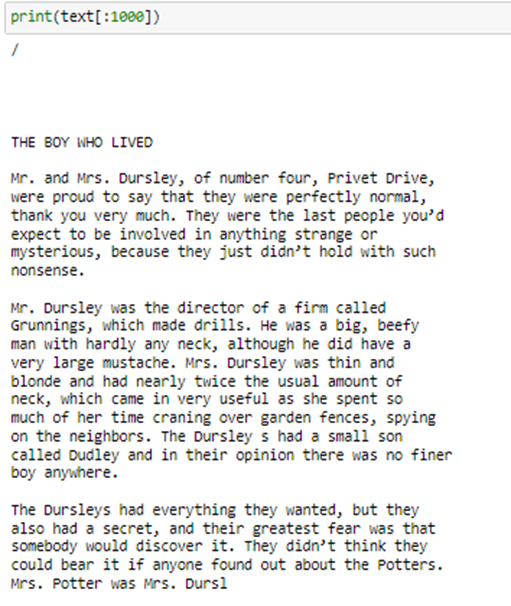 print(text[:1000])
/
THE BOY WHO LIVED
Mr. and Mrs. Dursley, of number four, Privet Drive,
were proud to say that they were perfectly normal,
thank you very much. They were the last people you’d
expect to be involved in anything strange or
mysterious, because they just didn’t hold with such
nonsense.
Mr. Dursley was the director of a firm called
Grunnings, which made drills. He was a big, beefy
man with hardly any neck, although he did have a
very large mustache. Mrs. Dursley was thin and
blonde and had nearly twice the usual amount of
neck, which came in very useful as she spent so
much of her time craning over garden fences, spying
on the neighbors. The Dursley s had a small son
called Dudley and in their opinion there was no finer
boy anywhere.
The Dursleys had everything they wanted, but they
also had a secret, and their greatest fear was that
somebody would discover it. They didn’t think they
could bear it if anyone found out about the Potters.
Mrs. Potter was Mrs. Dursl